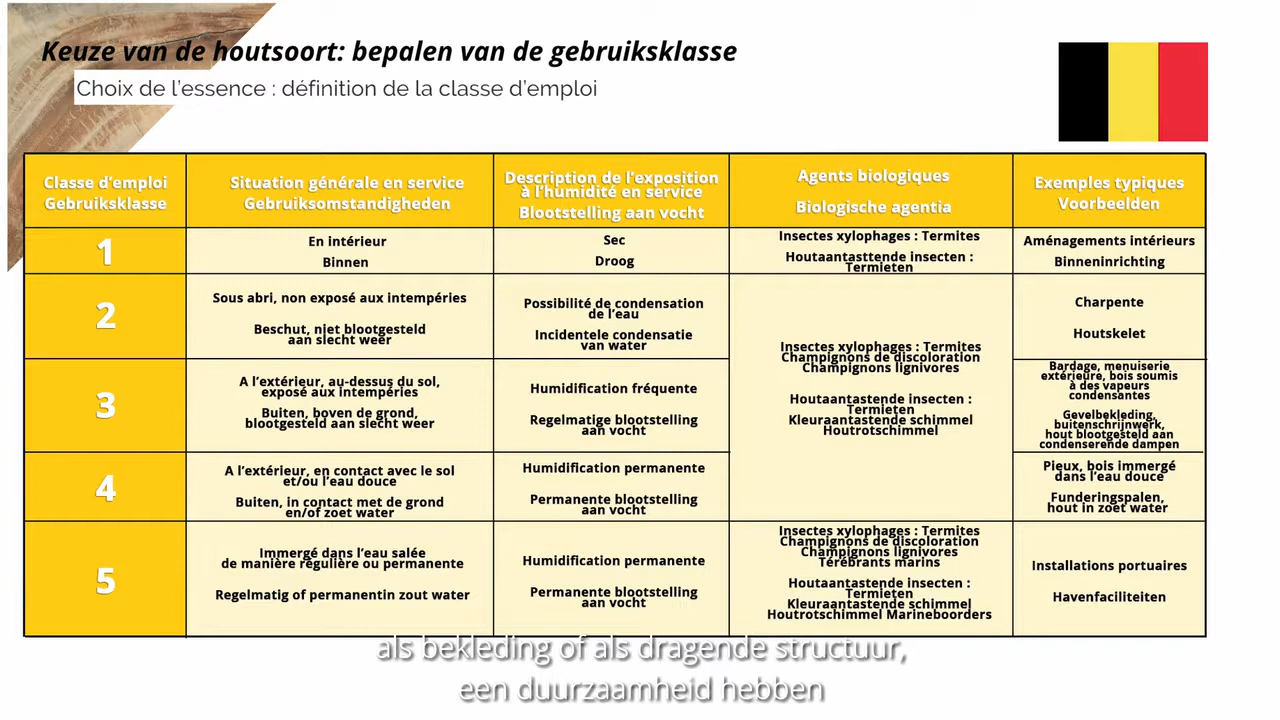 Keuze van de houtsoort: bepalen van de gebruiksklasse
Choix de l'essence : définition de la classe d'emploi
Classe d'emploi
Gebruiksklasse
Situation générale en service
Gebruiksomstandigheden
Description de l'exposition
à l'humidité en service
Blootstelling aan vocht
Agents biologiques
Biologische agentia
Exemples typiques
Voorbeelden
1
En intérieur
Binnen
Sec
Droog
Insectes xylophages : Termites
Houtaantasttende insecten :
Termieten
Aménagements intérieurs
Binneninrichting
2
Sous abri, non exposé aux intempéries
Beschut, niet blootgesteld
aan slecht weer
Possibilité de condensation
de l'eau
Incidentele condensatie
van water
Insectes xylophages : Termites
Champignons de discoloration
Champignons lignivores
Houtaantastende insecten :
Termieten
Kleuraantastende schimmel
Houtrotschimmel
Charpente
Houtskelet
3
A l'extérieur, au-dessus du sol,
exposé aux intempéries
Buiten, boven de grond,
blootgesteld aan slecht weer
Humidification fréquente
Regelmatige blootstelling
aan vocht
Bardage, menuiserie
extérieure, bois soumis
à des vapeurs
condensantes
Gevelbekleding,
buitenschrijnwerk,
hout blootgesteld aan
condenserende dampen
4
A l'extérieur, en contact avec le sol
et/ou l'eau douce
Buiten, in contact met de grond
en/of zoet water
Humidification permanente
Permanente blootstelling
aan vocht
Pieux, bois immergé
dans l'eau douce
Funderingspalen,
hout in zoet water
5
Immergé dans l'eau salée
de manière régulière ou permanente
Regelmatig of permanentin zout water
Humidification permanente
Permanente blootstelling
aan vocht
Insectes xylophages : Termites
Champignons de discoloration
Champignons lignivores
Térébrants marins
Houtaantastende insecten :
Termieten
Kleuraantastende schimmel
Houtrotschimmel Marineboorders
Installations portuaires
Havenfaciliteiten
als bekleding of als dragende structuur,
een duurzaamheid hebben